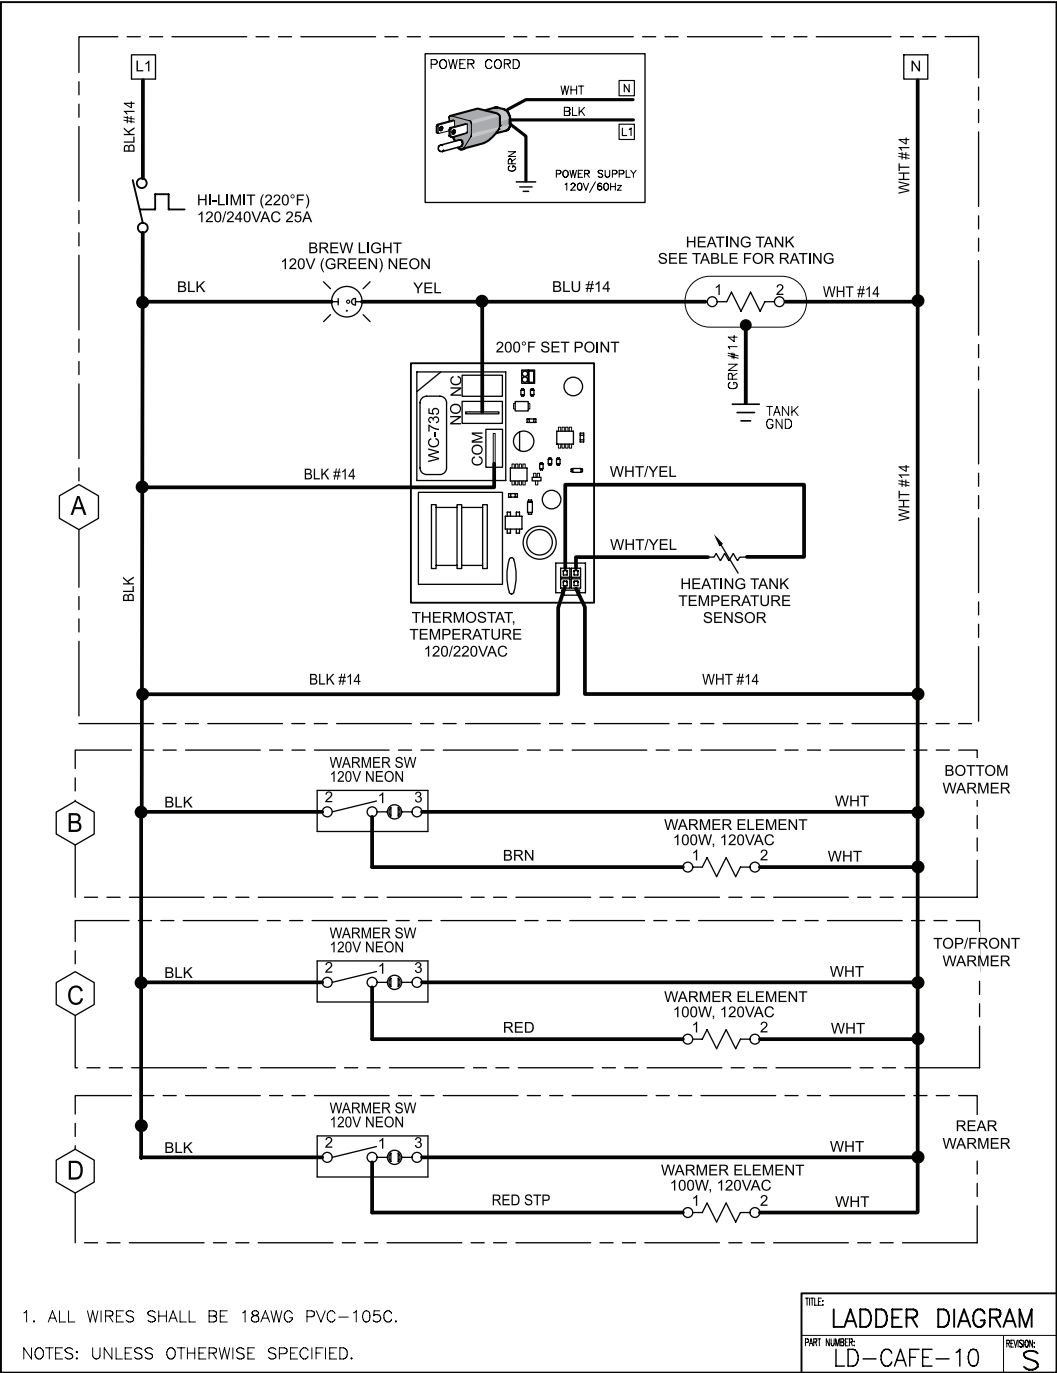 L1
N
POWER CORD
WHT
N
BLK
L1
GRN
POWER SUPPLY
120V/60Hz
BLK #14
WHT #14
HI-LIMIT (220°F)
120/240VAC 25A
BREW LIGHT
120V (GREEN) NEON
HEATING TANK
SEE TABLE FOR RATING
BLK
YEL
BLU #14
1
2
WHT #14
GRN #14
TANK
GND
200°F SET POINT
NC
NO
COM
WC-735
BLK #14
WHT/YEL
WHT #14
A
WHT/YEL
BLK
HEATING TANK
TEMPERATURE
SENSOR
THERMOSTAT,
TEMPERATURE
120/220VAC
BLK #14
WHT #14
WARMER SW
120V NEON
BOTTOM
WARMER
BLK
2 1 3
WHT
B
WARMER ELEMENT
100W, 120VAC
BRN
1 2
WHT
WARMER SW
120V NEON
TOP/FRONT
WARMER
BLK
2 1 3
WHT
C
WARMER ELEMENT
100W, 120VAC
RED
1 2
WHT
WARMER SW
120V NEON
REAR
WARMER
BLK
2 1 3
WHT
D
WARMER ELEMENT
100W, 120VAC
RED STP
1 2
WHT
1. ALL WIRES SHALL BE 18AWG PVC-105C.
NOTES: UNLESS OTHERWISE SPECIFIED.
TITLE:
LADDER DIAGRAM
PART NUMBER:
LD-CAFE-10
REVISION:
S